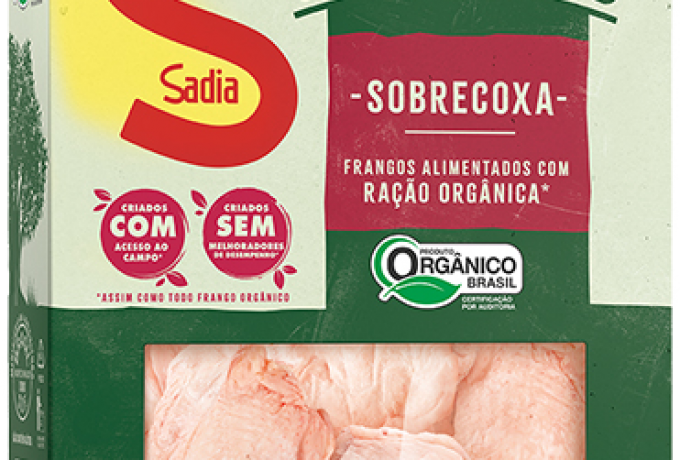 Sadia
-SOBRECOXA-
FRANGOS ALIMENTADOS COM
RAÇÃO ORGÂNICA*
CRIADOS
COM
ACESSO AO
CAMPO*
CRIADOS
SEM
MELHORADORES
DE DESEMPENHO*
*ASSIM COMO TODO FRANGO ORGÂNICO
PRODUTO
ORGÂNICO
BRASIL
CERTIFICAÇÃO
POR AUDITORIA